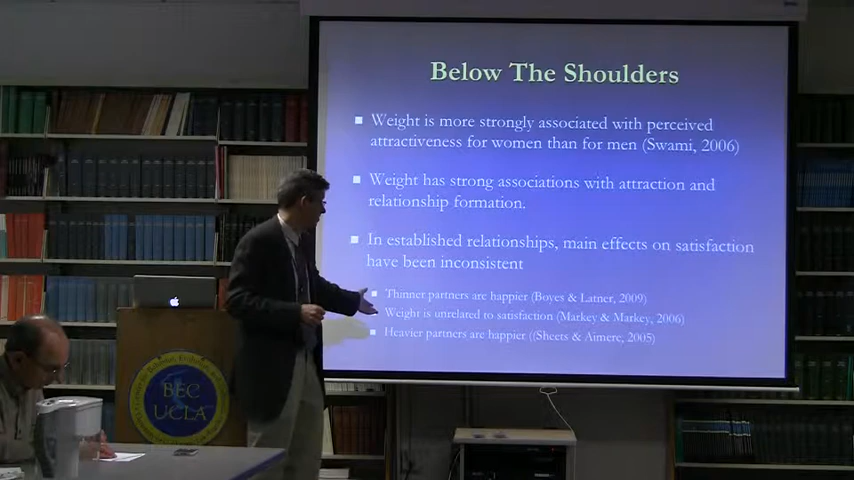 Below The Shoulders
Weight is more strongly associated with perceived
attractiveness for women than for men (Swami, 2006)
Weight has strong associations with attraction and
relationship formation.
In established relationships, main effects on satisfaction
have been inconsistent
Thinner partners are happier (Boyes & Latner, 2009)
Weight is unrelated to satisfaction (Markey & Markey, 2006)
Heavier partners are happier ((Sheets & Ajmere, 2005)
BEC
UCLA